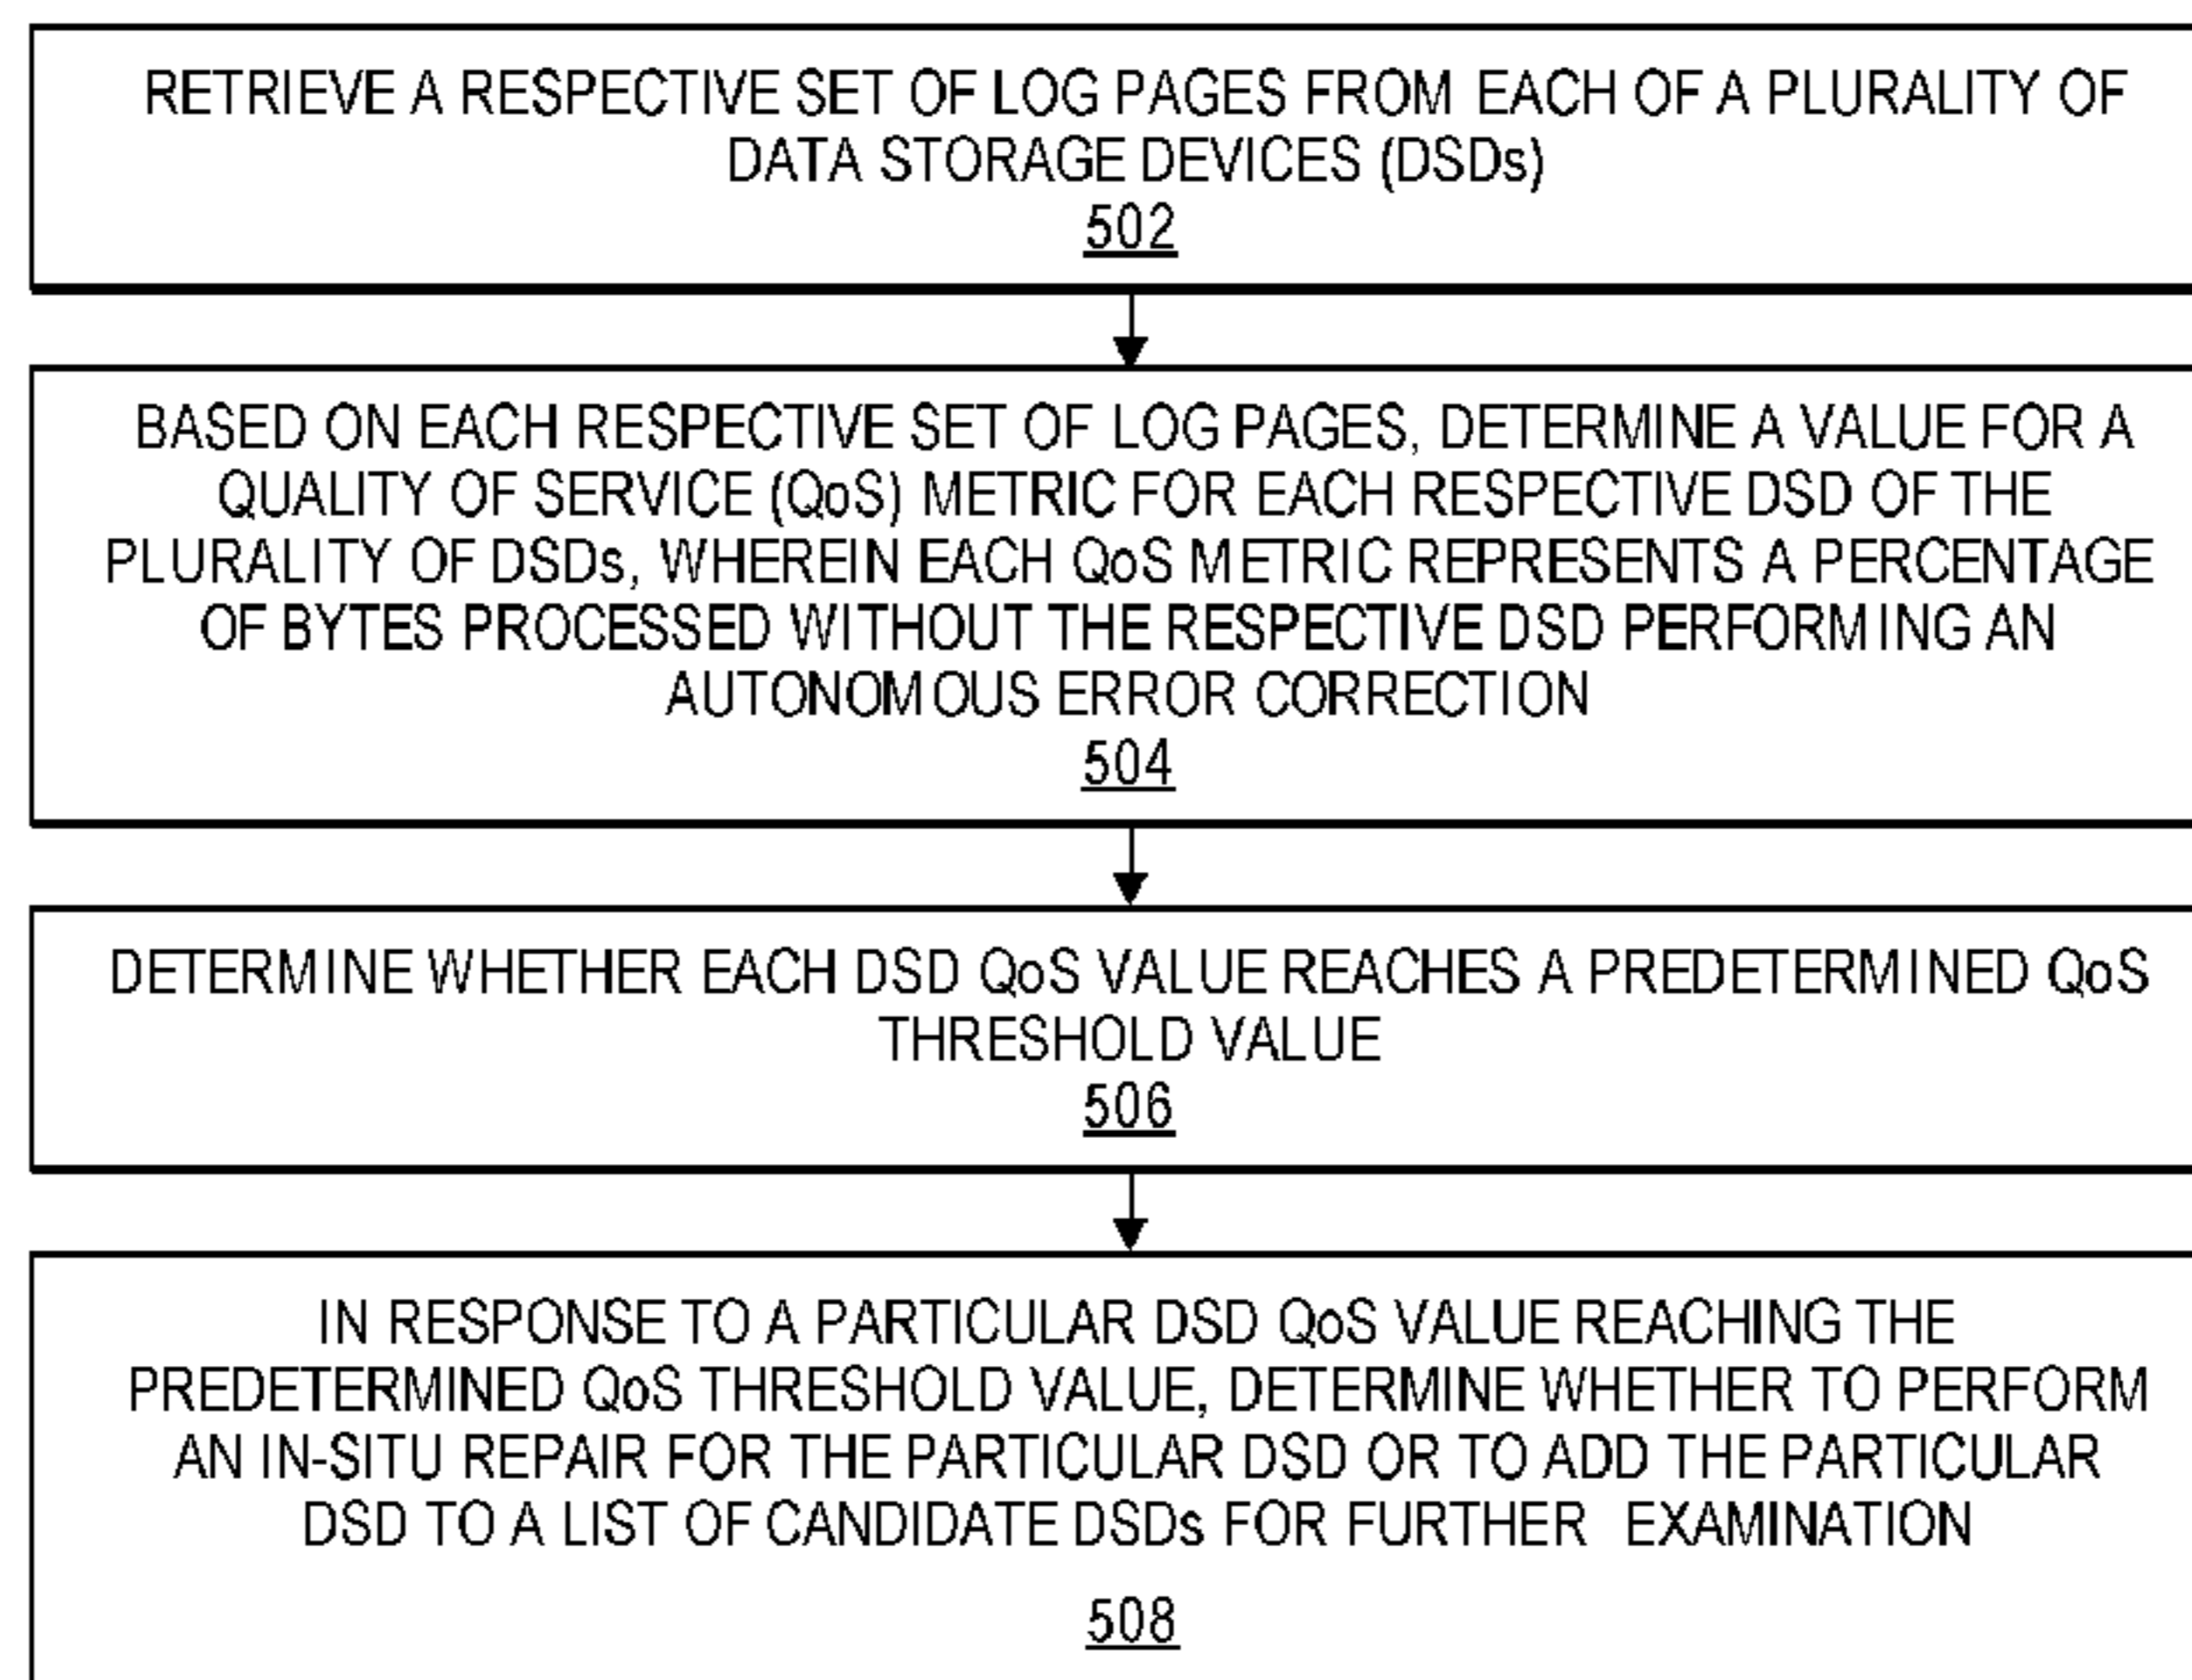 RETRIEVE A RESPECTIVE SET OF LOG PAGES FROM EACH OF A PLURALITY OF
DATA STORAGE DEVICES (DSDs)
502
BASED ON EACH RESPECTIVE SET OF LOG PAGES, DETERMINE A VALUE FOR A
QUALITY OF SERVICE (QoS) METRIC FOR EACH RESPECTIVE DSD OF THE
PLURALITY OF DSDs, WHEREIN EACH QoS METRIC REPRESENTS A PERCENTAGE
OF BYTES PROCESSED WITHOUT THE RESPECTIVE DSD PERFORMING AN
AUTONOMOUS ERROR CORRECTION
504
DETERMINE WHETHER EACH DSD QoS VALUE REACHES A PREDETERMINED QoS
THRESHOLD VALUE
506
IN RESPONSE TO A PARTICULAR DSD QoS VALUE REACHING THE
PREDETERMINED QoS THRESHOLD VALUE, DETERMINE WHETHER TO PERFORM
AN IN-SITU REPAIR FOR THE PARTICULAR DSD OR TO ADD THE PARTICULAR
DSD TO A LIST OF CANDIDATE DSDs FOR FURTHER EXAMINATION
508